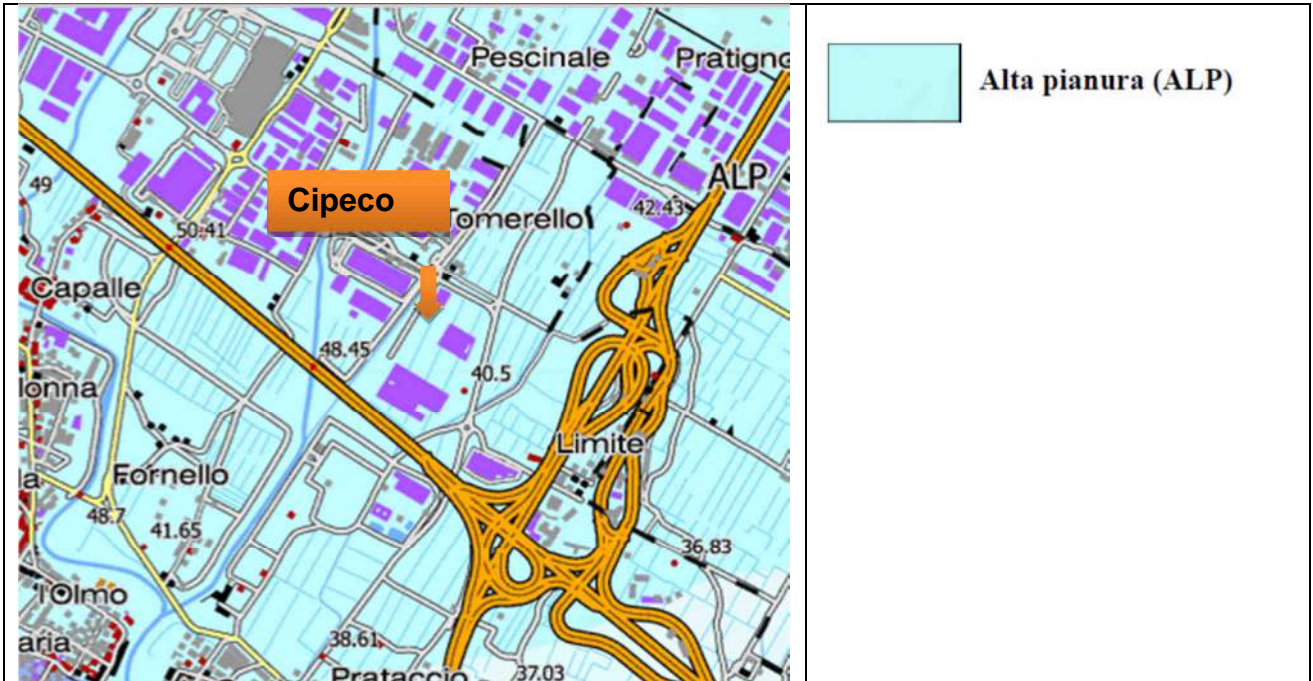 Pescinale
Pratigno
ALP
49
Cipeco
Tomerello
42.43
50.41
Capalle
48.45
40.5
lonna
Limite
Fornello
la
48.7
41.65
36.83
l'Olmo
aria
38.61
Prataccio
37.03
Alta pianura (ALP)